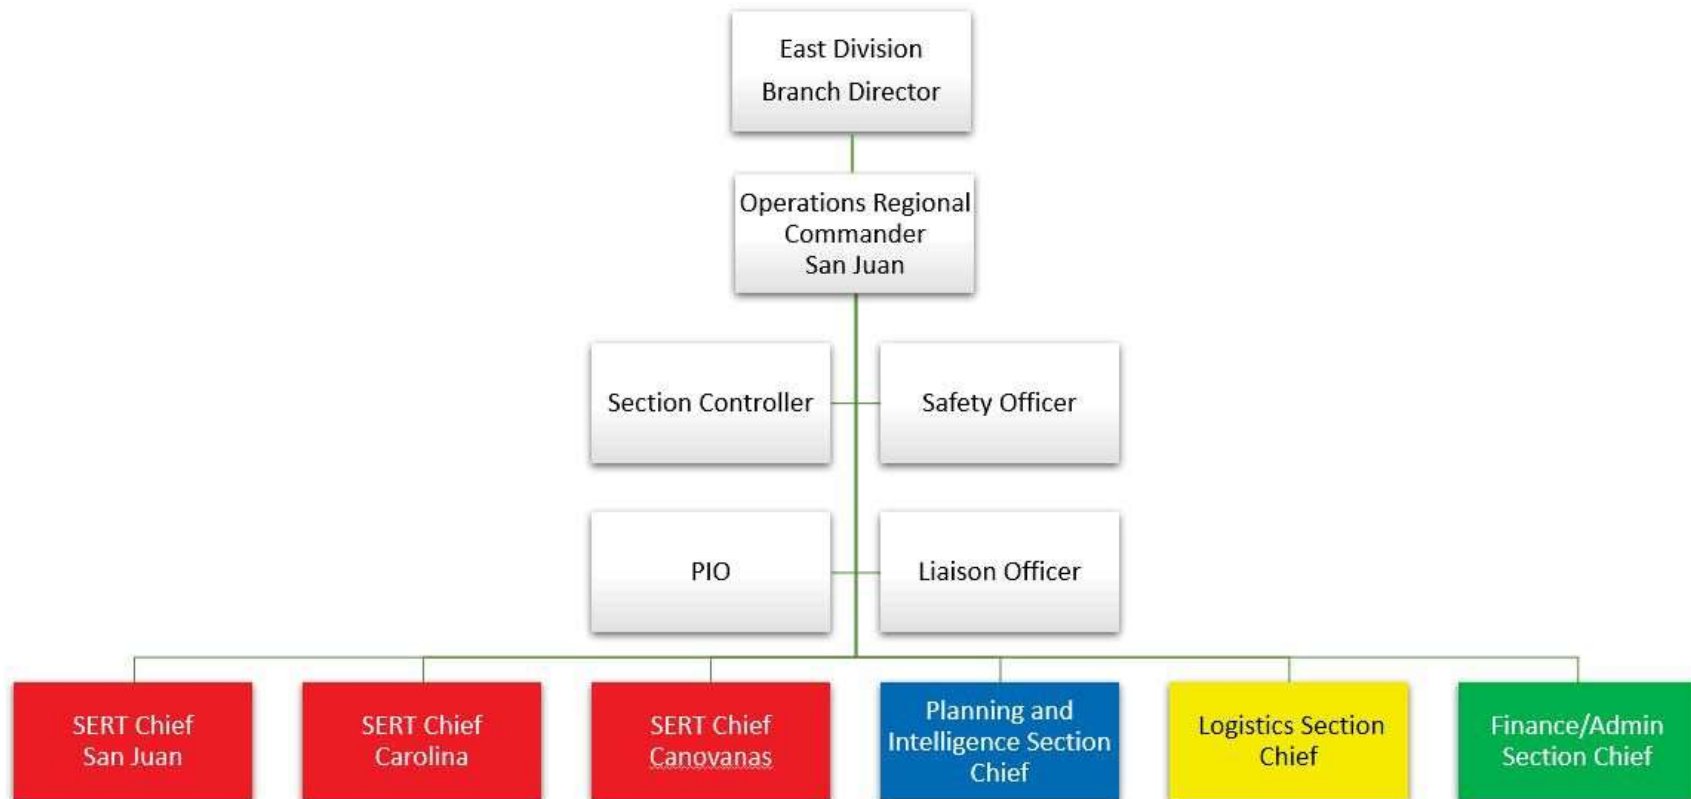 East Division
Branch Director
Operations Regional
Commander
San Juan
Section Controller
Safety Officer
PIO
Liaison Officer
SERT Chief
San Juan
SERT Chief
Carolina
SERT Chief
Canovanas
Planning and
Intelligence Section
Chief
Logistics Section
Chief
Finance/Admin
Section Chief